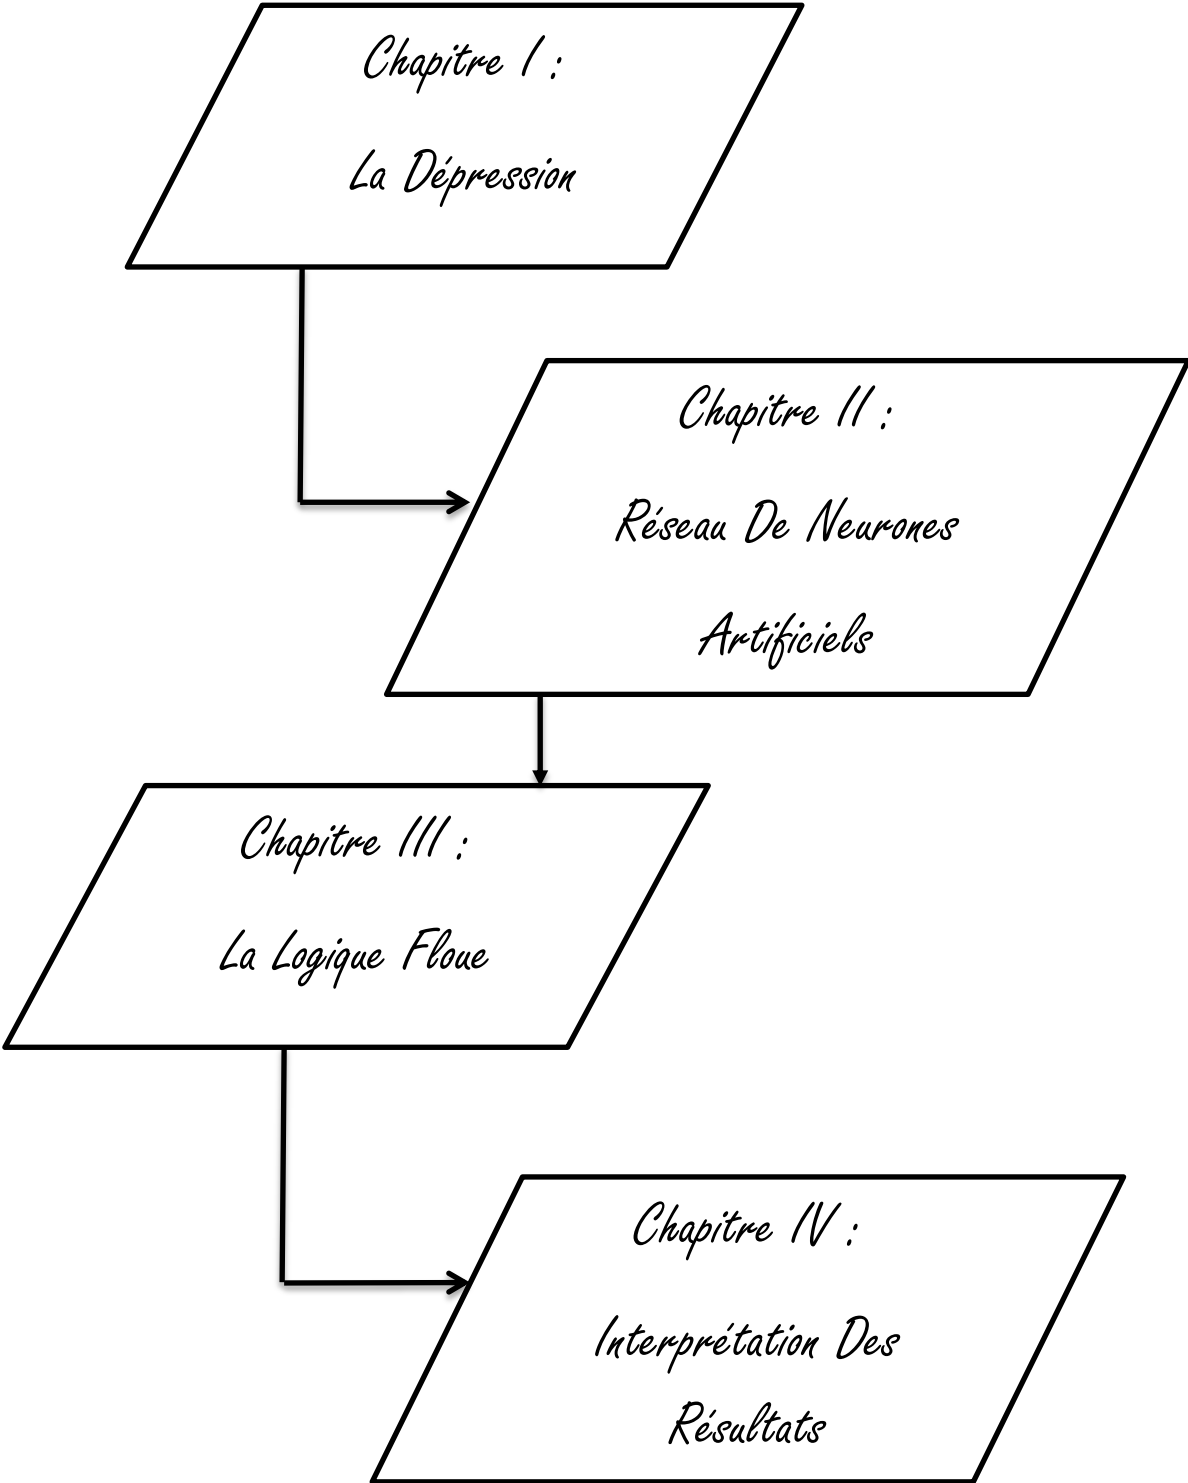 Chapitre I :
La Dépression
Chapitre II :
Réseau De Neurones
Artificiels
Chapitre III :
La Logique Floue
Chapitre IV :
Interprétation Des
Résultats